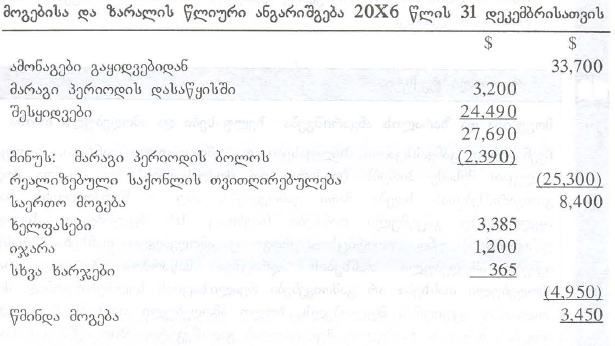 მოგებისა და ზარალის წლიური ანგარიშგება 20X6 წლის 31 დეკემბრისათვის
$ $
ამონაგები გაყიდვებიდან 33,700
მარაგი პერიოდის დასაწყისში 3,200
შესყიდვები 24,490
27,690
მინუს: მარაგი პერიოდის ბოლოს (2,390)
რეალიზებული საქონლის თვითღირებულება (25,300)
საერთო მოგება 8,400
ხელფასები 3,385
იჯარა 1,200
სხვა ხარჯები 365
(4,950)
წმინდა მოგება 3,450